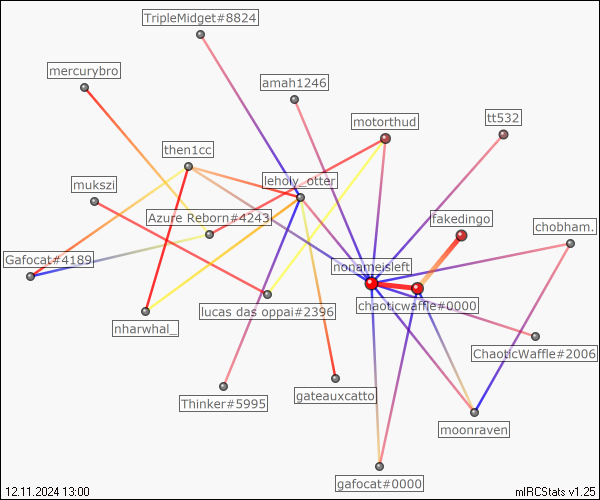 TripleMidget#8824
mercurybro
amah1246
motorthud
tt532
then1cc
mukszi
leholy_otter
Azure Reborn#4243
fakedingo
chobham.
Gafocat#4189
nonameisleft
chaoticwaffle#0000
lucas das oppai#2396
nharwhal_
ChaoticWaffle#2006
Thinker#5995
gateauxcatto
moonraven
gafocat#0000
12.11.2024 13:00
mIRCStats v1.25